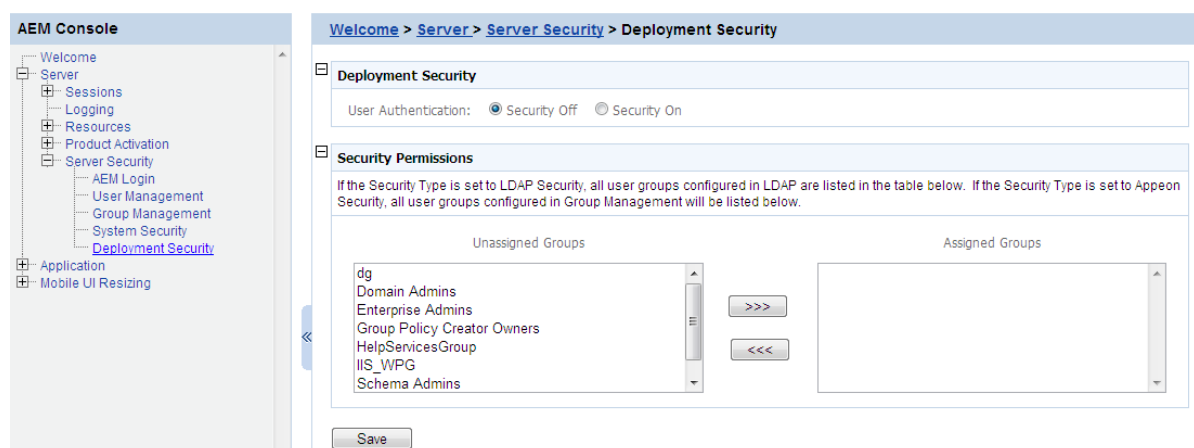 AEM Console
Welcome
Server
Sessions
Logging
Resources
Product Activation
Server Security
AEM Login
User Management
Group Management
System Security
Deployment Security
Application
Mobile UI Resizing
«
Welcome > Server > Server Security > Deployment Security
Deployment Security
User Authentication: Security Off Security On
Security Permissions
If the Security Type is set to LDAP Security, all user groups configured in LDAP are listed in the table below. If the Security Type is set to Appeon
Security, all user groups configured in Group Management will be listed below.
Unassigned Groups
Assigned Groups
dg
Domain Admins
Enterprise Admins
Group Policy Creator Owners
HelpServicesGroup
IIS_WPG
Schema Admins
>>>
<<<
Save